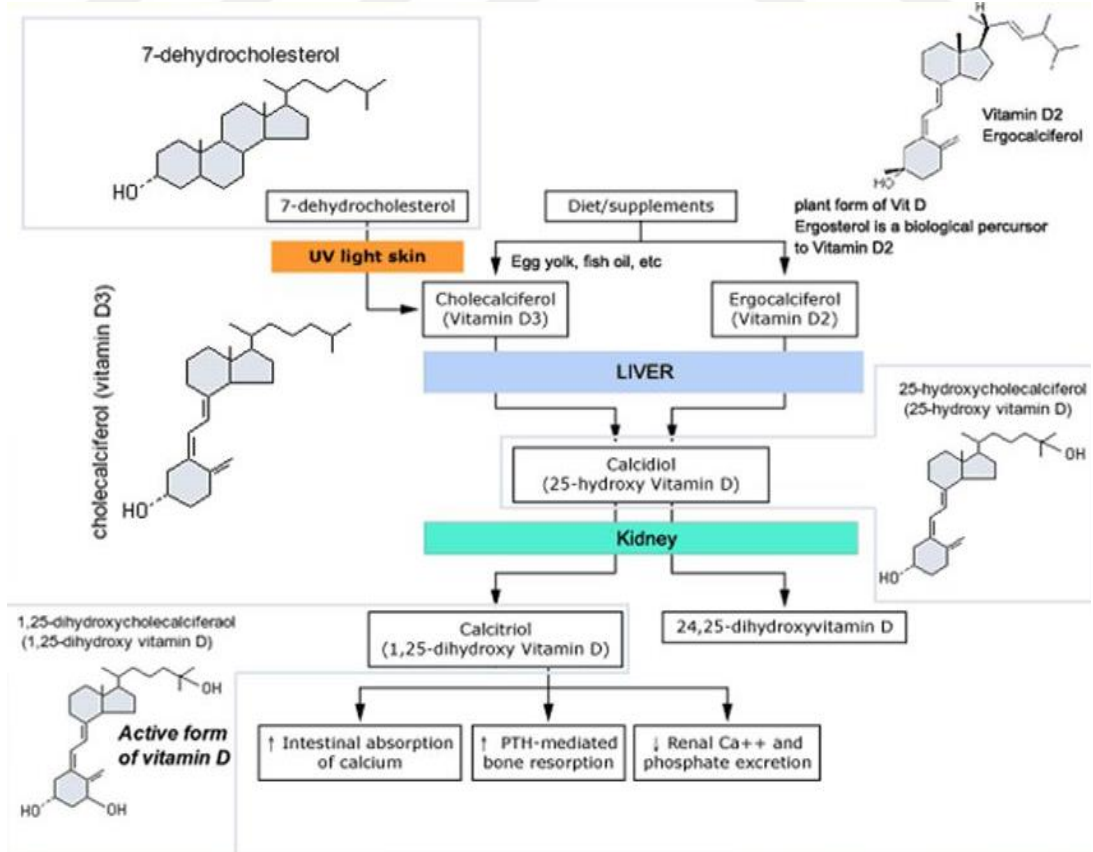 7-dehydrocholesterol
HO
7-dehydrocholesterol
UV light skin
Diet/supplements
Egg yolk, fish oil, etc
H
Vitamin D2
Ergocalciferol
HO
plant form of Vit D
Ergosterol is a biological percursor
to Vitamin D2
Cholecalciferol
(Vitamin D3)
Ergocalciferol
(Vitamin D2)
cholecalciferol (vitamin D3)
HO
LIVER
25-hydroxycholecalciferol
(25-hydroxy vitamin D)
OH
HO
Calcidiol
(25-hydroxy Vitamin D)
Kidney
1,25-dihydroxycholecalciferaol
(1,25-dihydroxy vitamin D)
OH
Active form
of vitamin D
HO
OH
Calcitriol
(1,25-dihydroxy Vitamin D)
24,25-dihydroxyvitamin D
↑ Intestinal absorption
of calcium
↑ PTH-mediated
bone resorption
↓ Renal Ca++ and
phosphate excretion